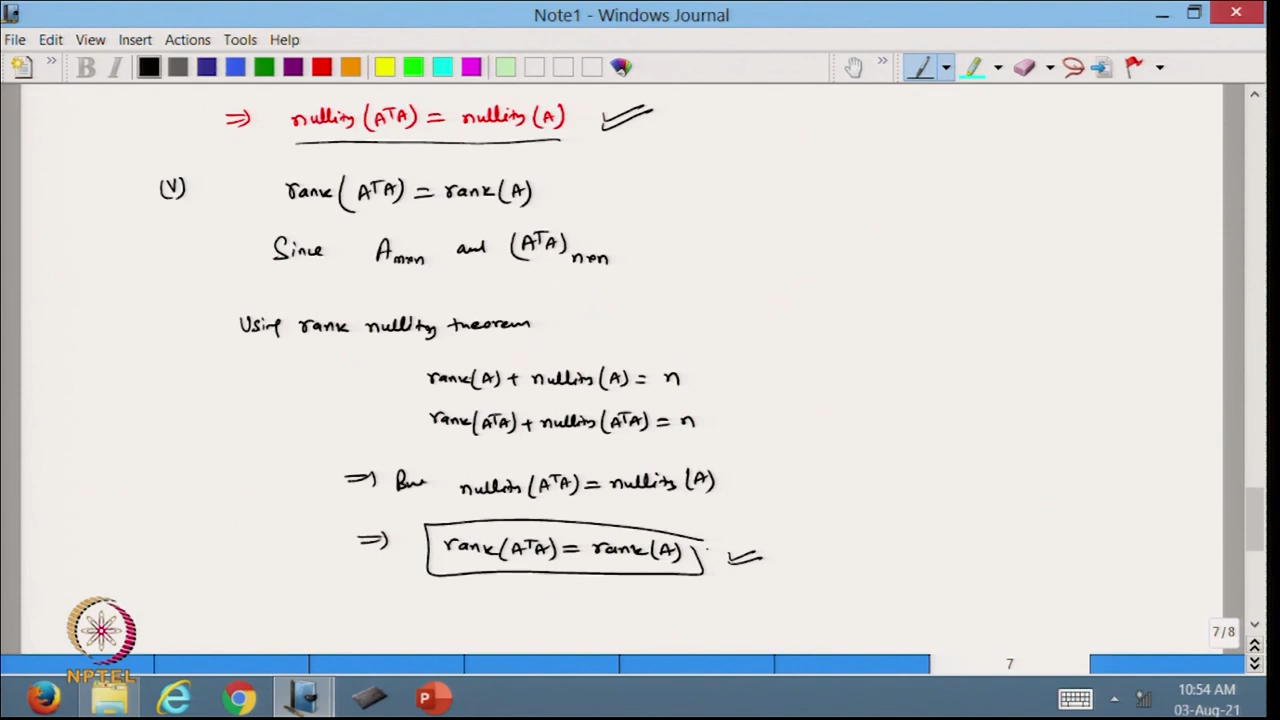 Note1 - Windows Journal
File Edit View Insert Actions Tools Help
⇒ nullity (AᵀA) = nullity (A)
(V) rank (AᵀA) = rank (A)
Since Aₘₓₙ and (AᵀA)ₙₓₙ
Using rank nullity theorem
rank(A) + nullity (A) = n
rank(AᵀA) + nullity (AᵀA) = n
⇒ But nullity (AᵀA) = nullity (A)
⇒ rank(AᵀA) = rank(A)
7/8
NPTEL
7
10:54 AM
03-Aug-21